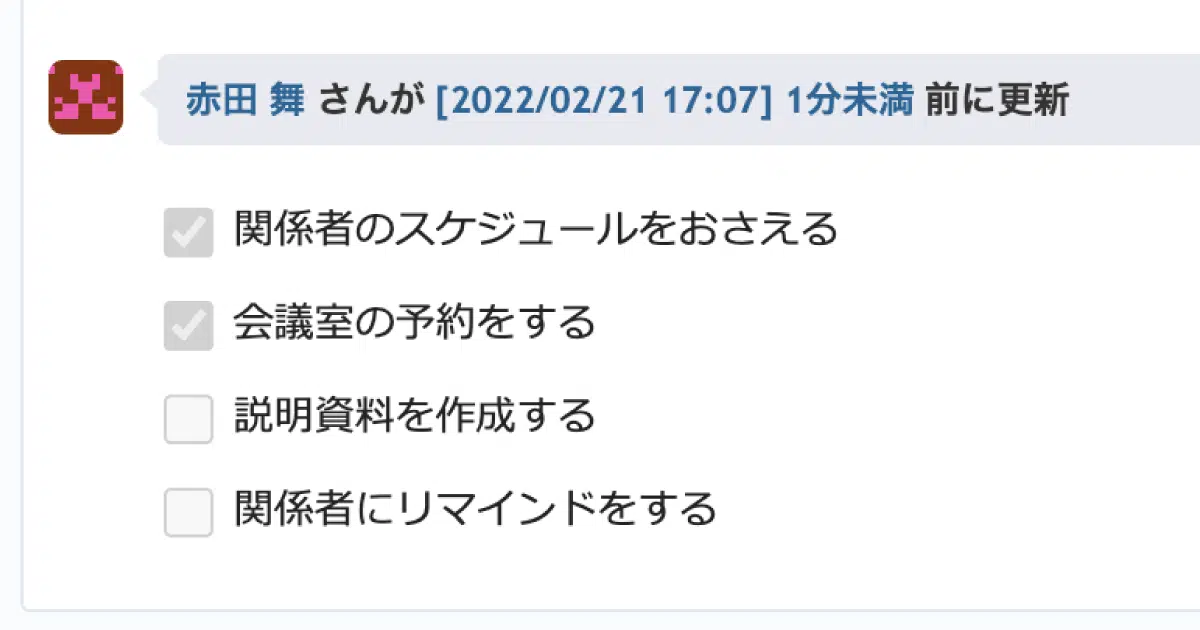 赤田 舞 さんが [2022/02/21 17:07] 1分未満 前に更新
関係者のスケジュールをおさえる
会議室の予約をする
説明資料を作成する
関係者にリマインドをする